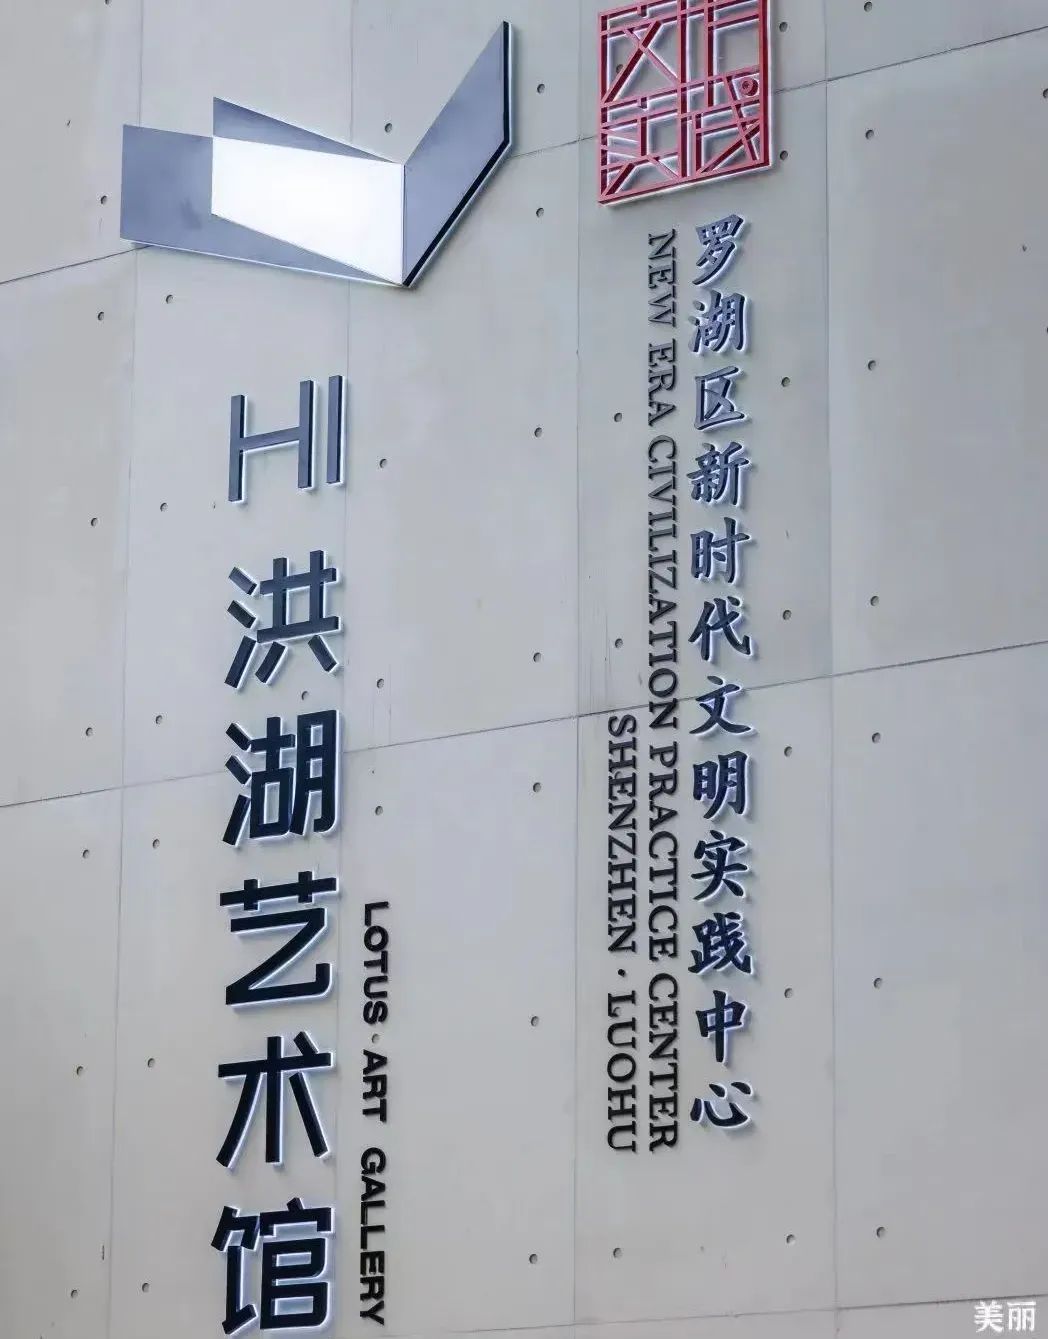 HI
洪湖艺术馆
LOTUS·ART GALLERY
文明实践
罗湖区新时代文明实践中心
NEW ERA CIVILIZATION PRACTICE CENTER
SHENZHEN·LUOHU
美丽